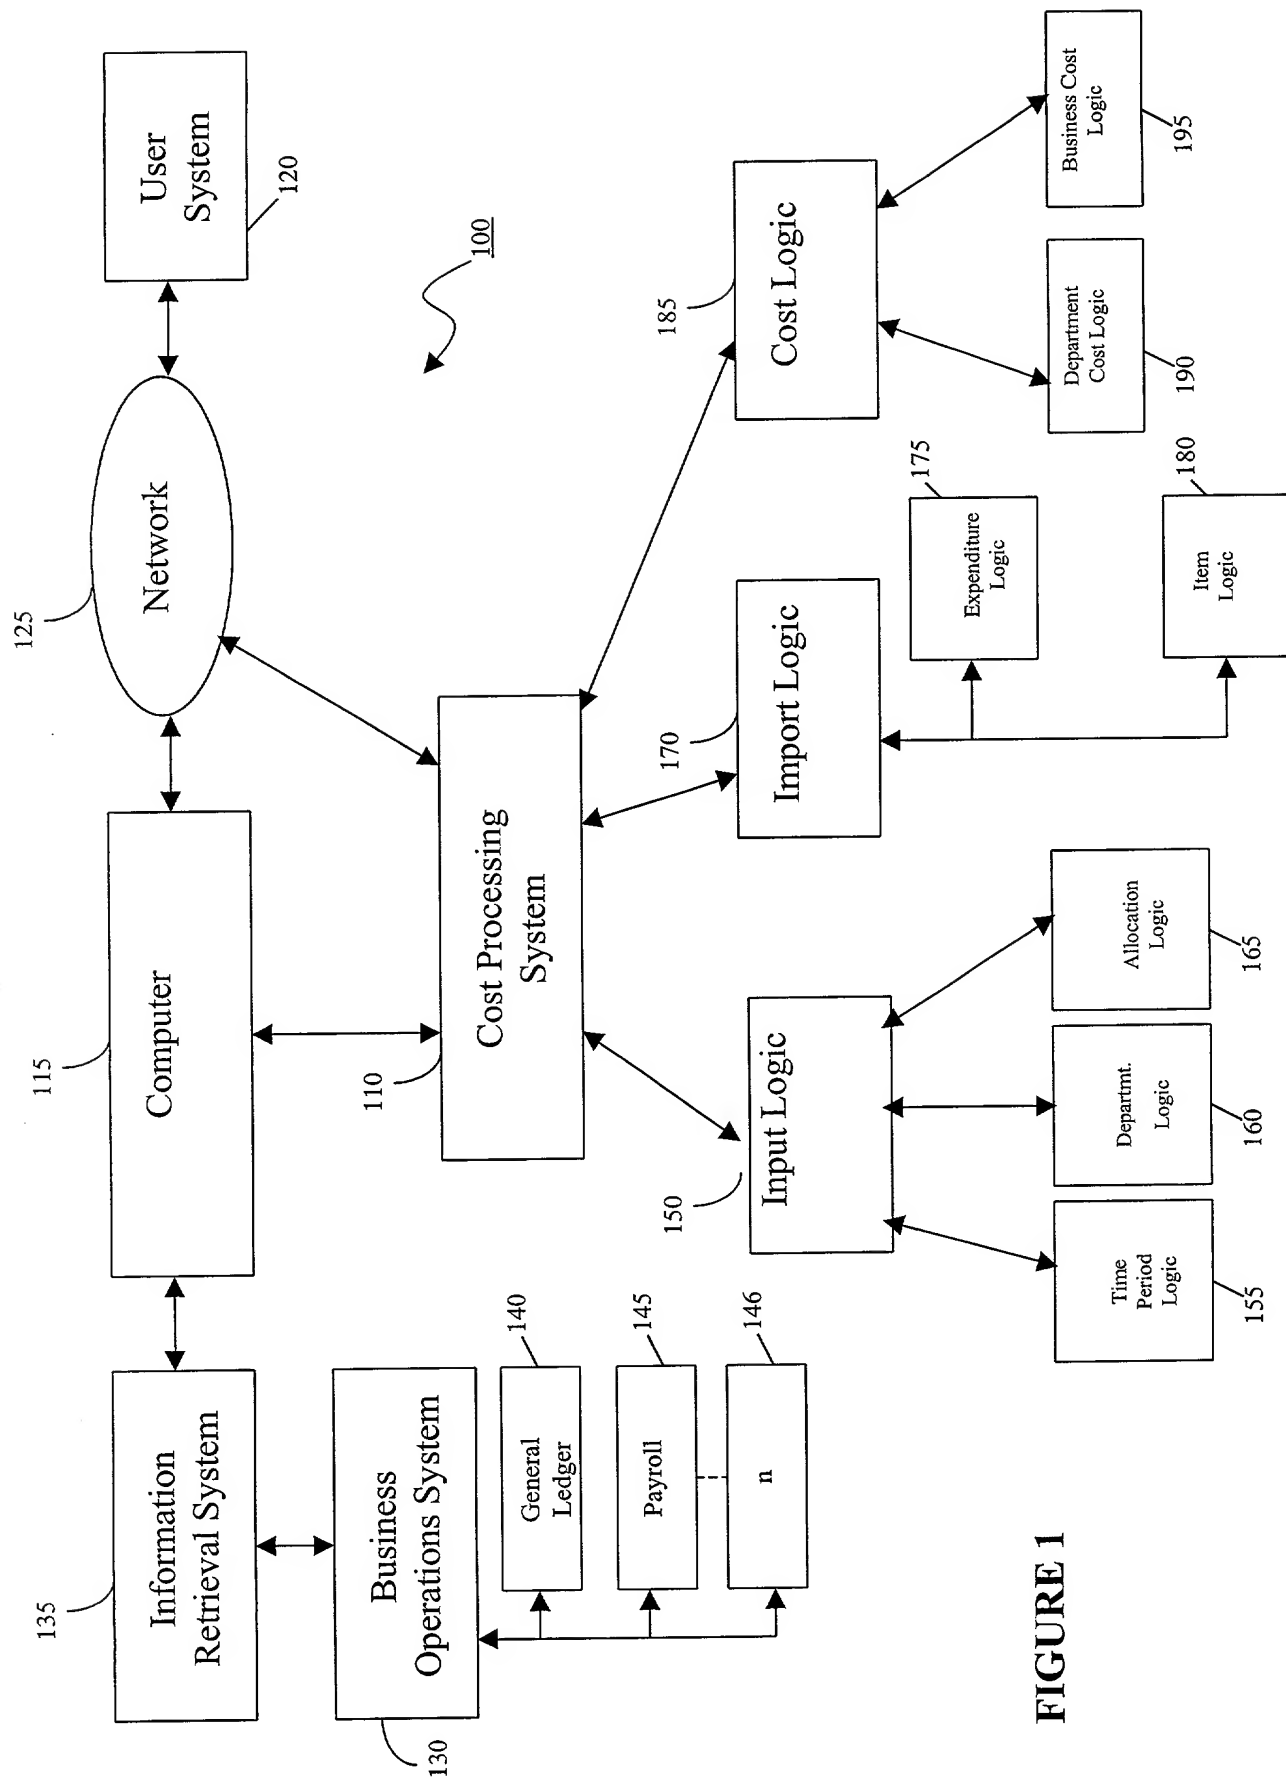 135
Information
Retrieval System
115
Computer
125
Network
User
System
120
130
Business
Operations System
General
Ledger
140
Payroll
145
n
146
110
Cost Processing
System
100
150
Input Logic
170
Import Logic
185
Cost Logic
Time
Period
Logic
155
Departmt.
Logic
160
Allocation
Logic
165
Expenditure
Logic
175
Item
Logic
180
Department
Cost Logic
190
Business Cost
Logic
195
FIGURE 1